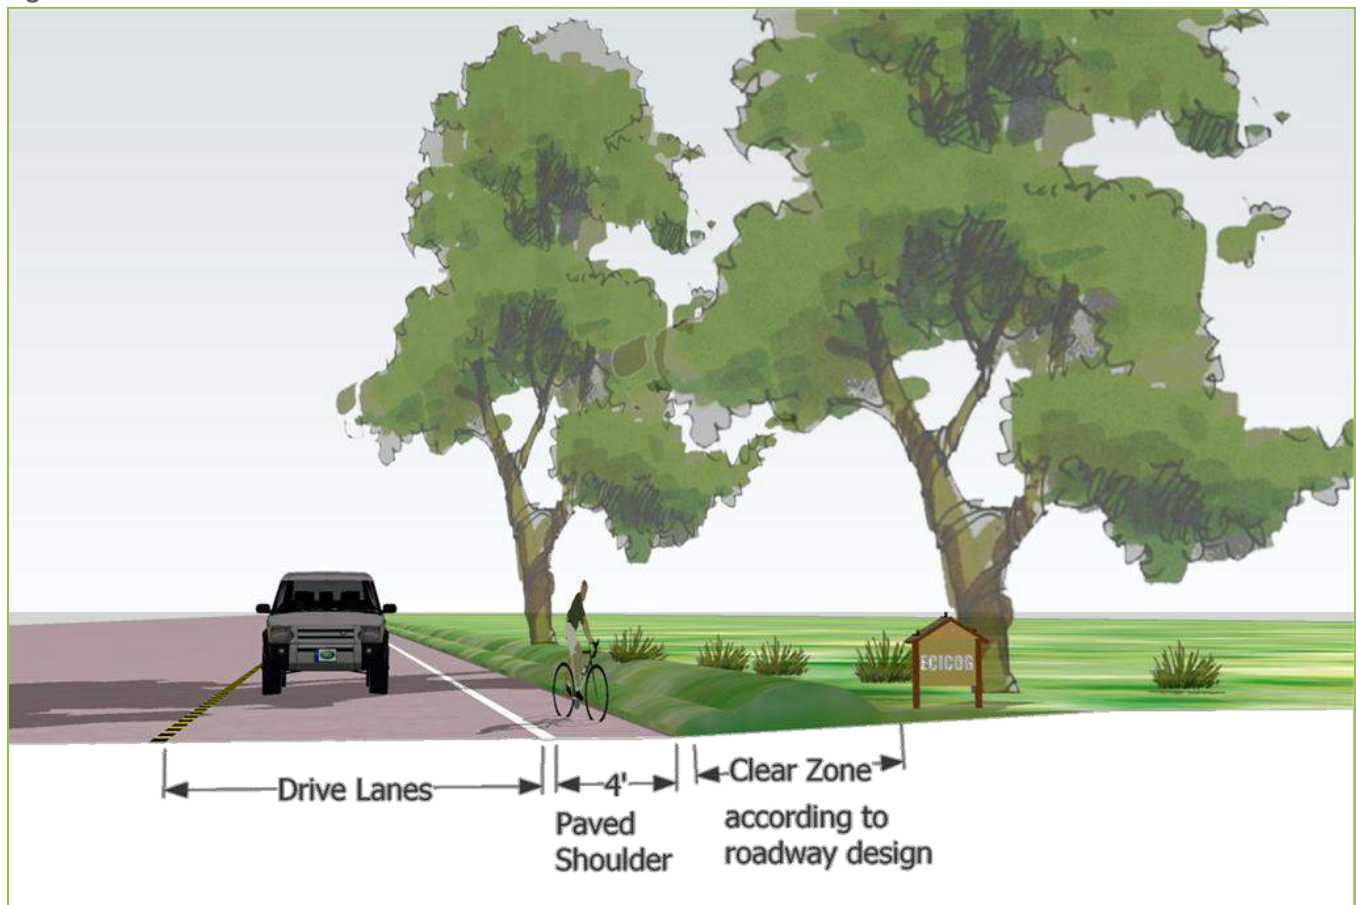 ECICOG
Drive Lanes
4'
Paved
Shoulder
Clear Zone
according to
roadway design